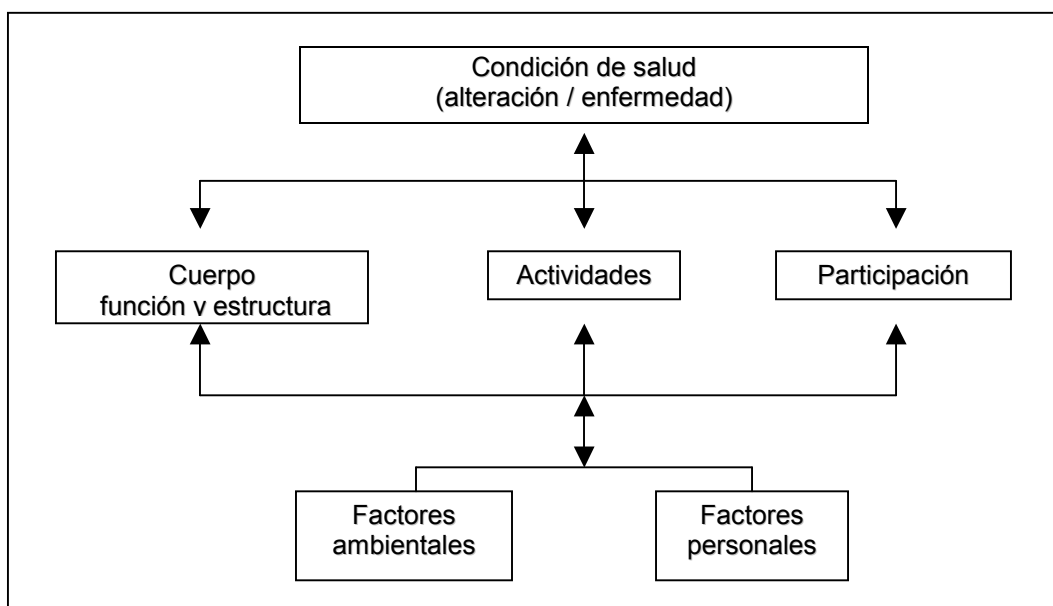 Condición de salud
(alteración / enfermedad)
Cuerpo
función y estructura
Actividades
Participación
Factores
ambientales
Factores
personales